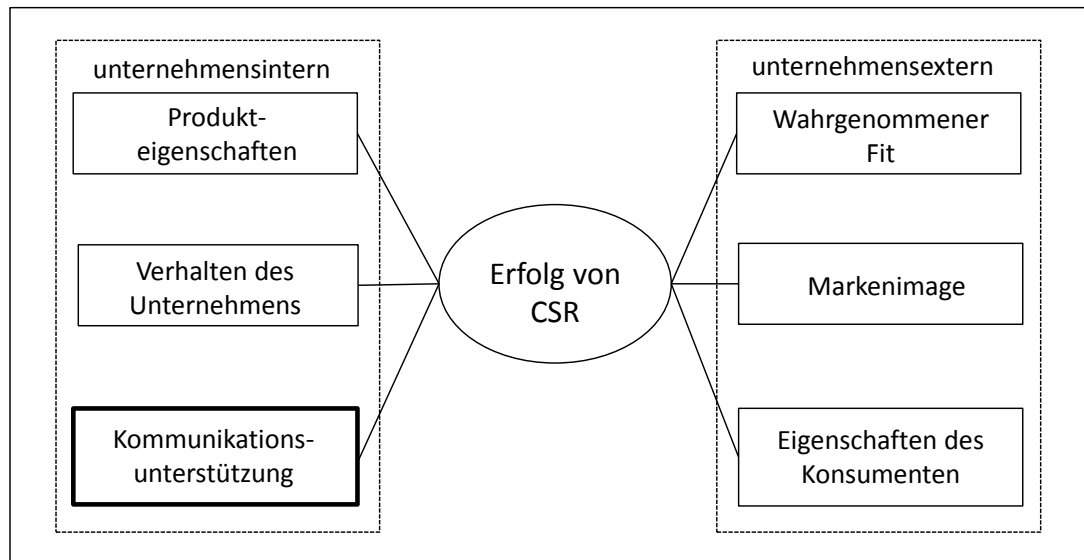 unternehmensintern
Produkt-
eigenschaften
Verhalten des
Unternehmens
Kommunikations-
unterstützung
Erfolg von
CSR
unternehmensextern
Wahrgenommener
Fit
Markenimage
Eigenschaften des
Konsumenten